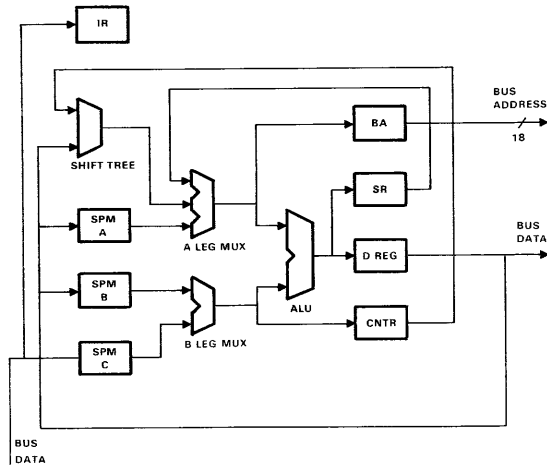 IR
BUS
ADDRESS
BA
18
SHIFT TREE
SR
SPM
A
A LEG MUX
BUS
DATA
D REG
SPM
B
ALU
CNTR
B LEG MUX
SPM
C
BUS
DATA